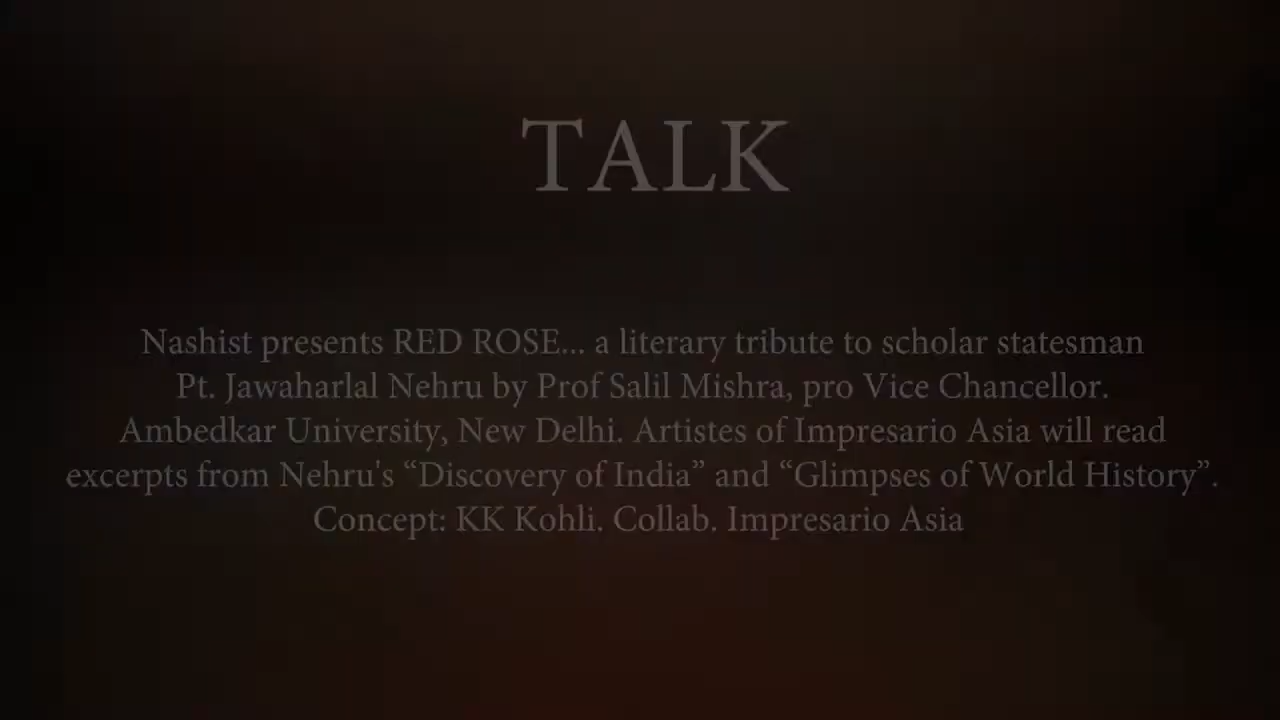 TALK
Nashist presents RED ROSE... a literary tribute to scholar statesman
Pt. Jawaharlal Nehru by Prof Salil Mishra, pro Vice Chancellor.
Ambedkar University, New Delhi. Artistes of Impresario Asia will read
excerpts from Nehru's “Discovery of India” and “Glimpses of World History”.
Concept: KK Kohli. Collab. Impresario Asia